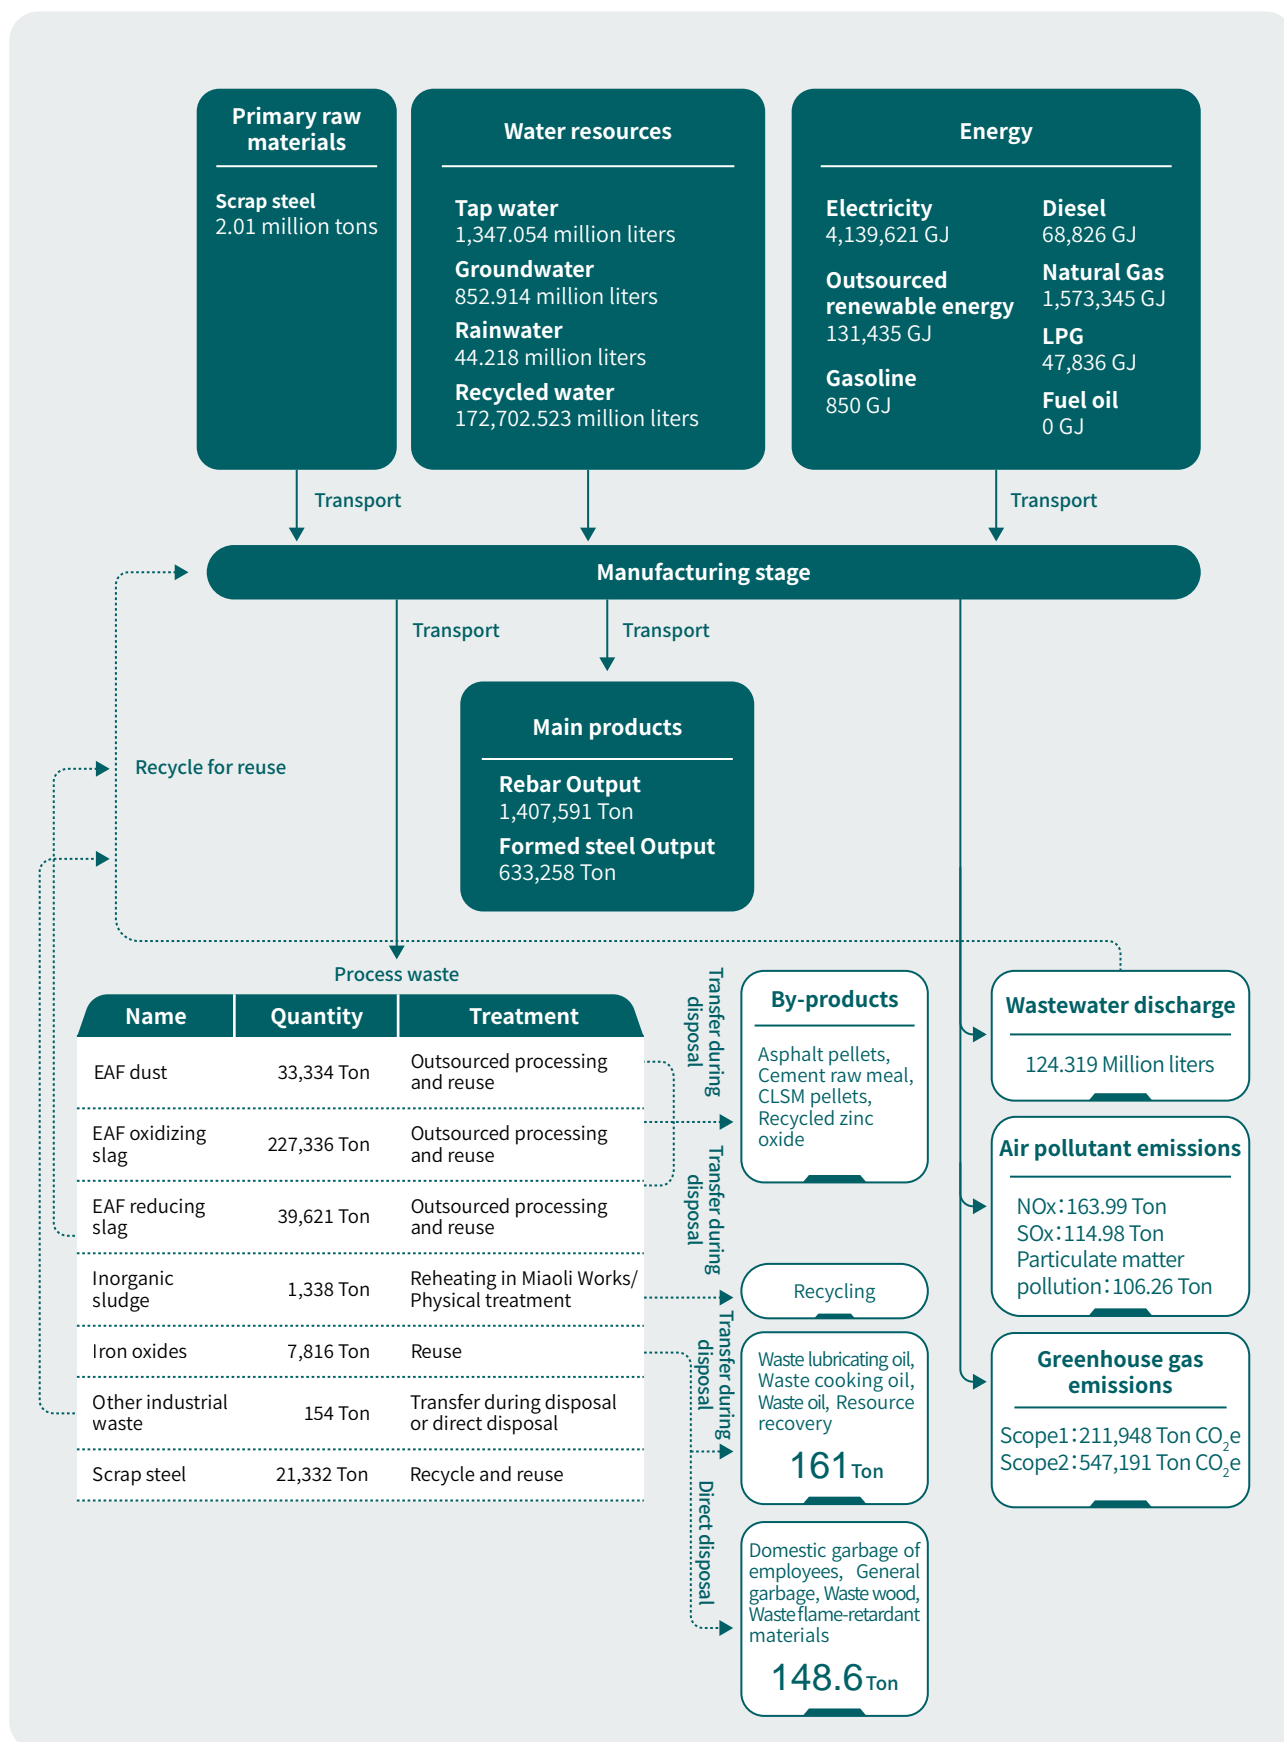 Primary raw
materials
Scrap steel
2.01 million tons
Water resources
Tap water
1,347.054 million liters
Groundwater
852.914 million liters
Rainwater
44.218 million liters
Recycled water
172,702.523 million liters
Energy
Electricity
4,139,621 GJ
Outsourced
renewable energy
131,435 GJ
Gasoline
850 GJ
Diesel
68,826 GJ
Natural Gas
1,573,345 GJ
LPG
47,836 GJ
Fuel oil
0 GJ
Transport
Transport
Manufacturing stage
Transport
Transport
Recycle for reuse
Main products
Rebar Output
1,407,591 Ton
Formed steel Output
633,258 Ton
Process waste
Name Quantity Treatment
EAF dust 33,334 Ton Outsourced processing
and reuse
EAF oxidizing
slag 227,336 Ton Outsourced processing
and reuse
EAF reducing
slag 39,621 Ton Outsourced processing
and reuse
Inorganic
sludge 1,338 Ton Reheating in Miaoli Works/
Physical treatment
Iron oxides 7,816 Ton Reuse
Other industrial
waste 154 Ton Transfer during disposal
or direct disposal
Scrap steel 21,332 Ton Recycle and reuse
Transfer during
disposal
Transfer during
disposal
Transfer during
disposal
Direct disposal
By-products
Asphalt pellets,
Cement raw meal,
CLSM pellets,
Recycled zinc
oxide
Recycling
Waste lubricating oil,
Waste cooking oil,
Waste oil, Resource
recovery
161 Ton
Domestic garbage of
employees, General
garbage, Waste wood,
Waste flame-retardant
materials
148.6 Ton
Wastewater discharge
124.319 Million liters
Air pollutant emissions
NOx：163.99 Ton
SOx：114.98 Ton
Particulate matter
pollution：106.26 Ton
Greenhouse gas
emissions
Scope1：211,948 Ton CO₂e
Scope2：547,191 Ton CO₂e